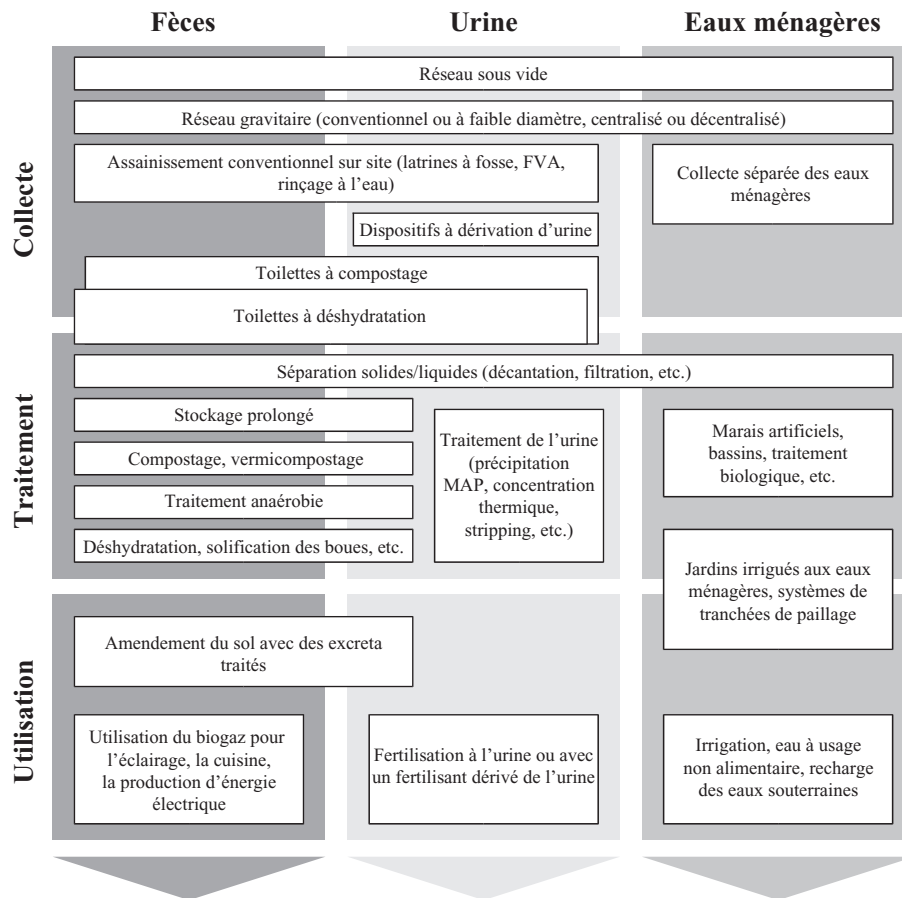 Fèces
Urine
Eaux ménagères
Collecte
Réseau sous vide
Réseau gravitaire (conventionnel ou à faible diamètre, centralisé ou décentralisé)
Assainissement conventionnel sur site (latrines à fosse, FVA,
rinçage à l’eau)
Collecte séparée des eaux
ménagères
Dispositifs à dérivation d’urine
Toilettes à compostage
Toilettes à déshydratation
Traitement
Séparation solides/liquides (décantation, filtration, etc.)
Stockage prolongé
Compostage, vermicompostage
Traitement anaérobie
Déshydratation, solification des boues, etc.
Traitement de l’urine
(précipitation
MAP, concentration
thermique,
stripping, etc.)
Marais artificiels,
bassins, traitement
biologique, etc.
Jardins irrigués aux eaux
ménagères, systèmes de
tranchées de paillage
Utilisation
Amendement du sol avec des excreta
traités
Utilisation du biogaz pour
l’éclairage, la cuisine,
la production d’énergie
électrique
Fertilisation à l’urine ou avec
un fertilisant dérivé de l’urine
Irrigation, eau à usage
non alimentaire, recharge
des eaux souterraines